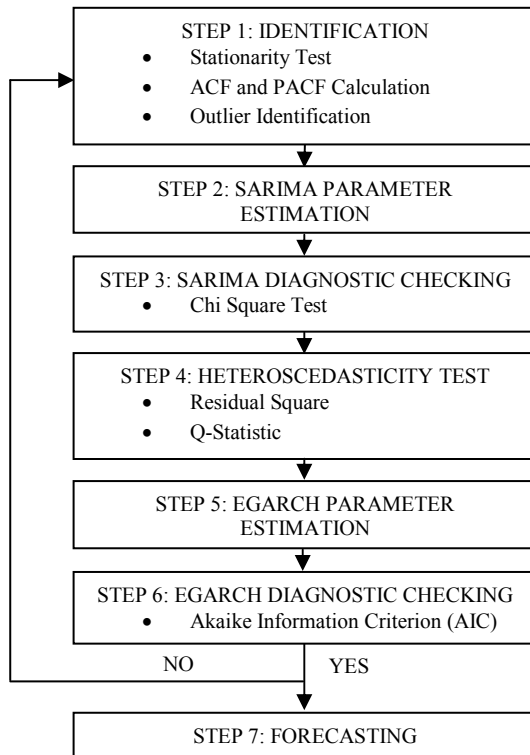 STEP 1: IDENTIFICATION
• Stationarity Test
• ACF and PACF Calculation
• Outlier Identification
STEP 2: SARIMA PARAMETER
ESTIMATION
STEP 3: SARIMA DIAGNOSTIC CHECKING
• Chi Square Test
STEP 4: HETEROSCEDASTICITY TEST
• Residual Square
• Q-Statistic
STEP 5: EGARCH PARAMETER
ESTIMATION
STEP 6: EGARCH DIAGNOSTIC CHECKING
• Akaike Information Criterion (AIC)
NO YES
STEP 7: FORECASTING